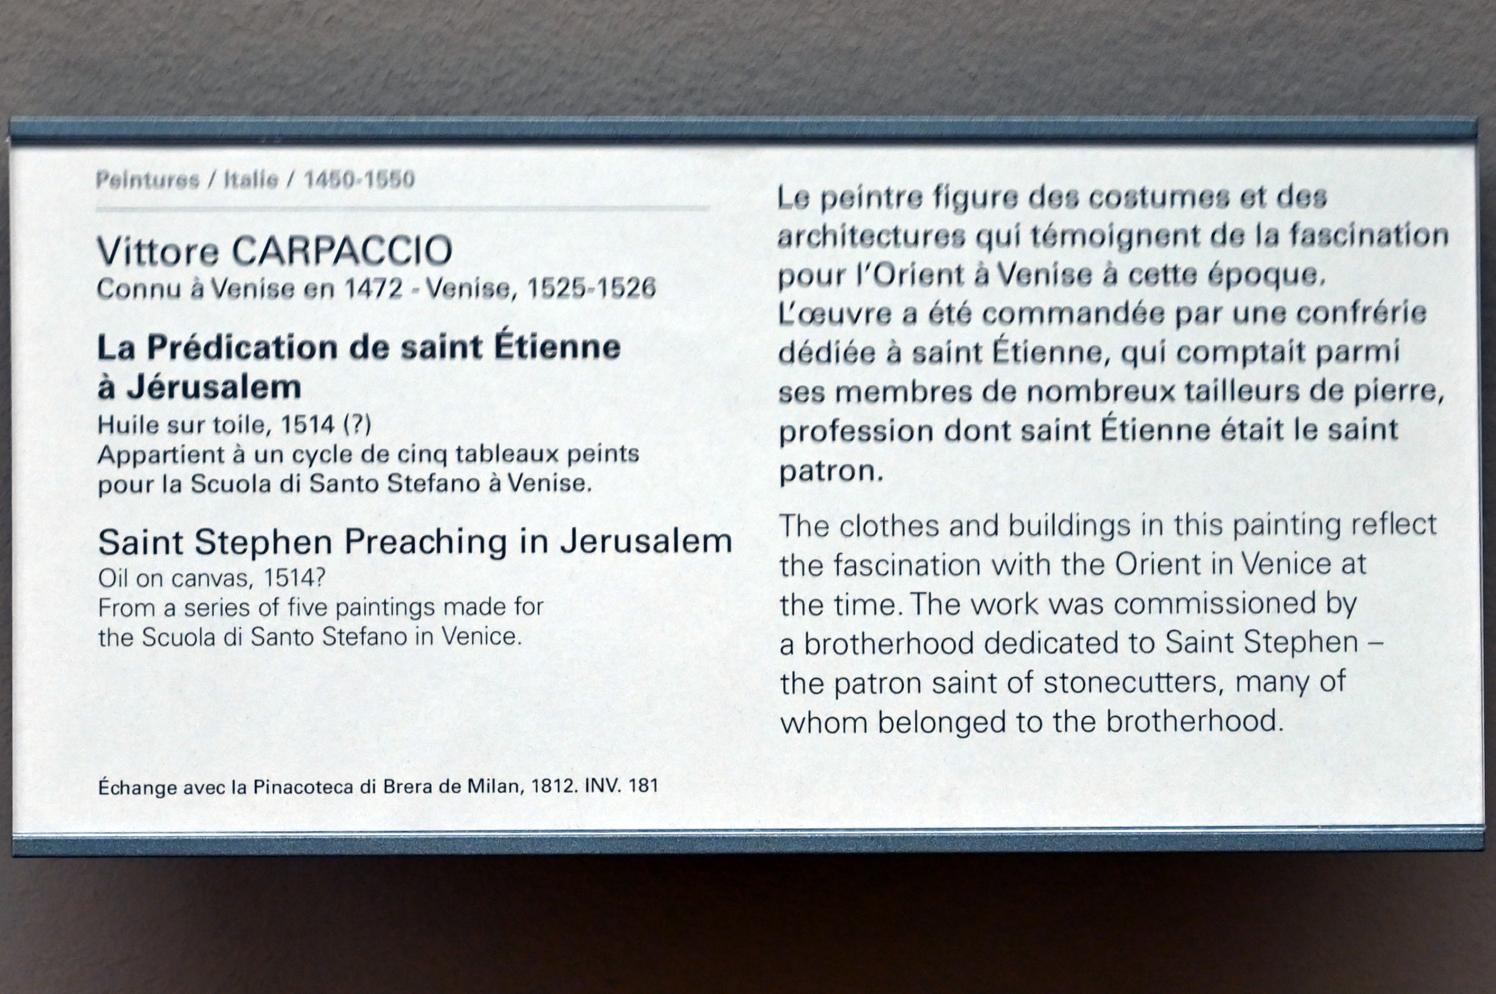 Peintures / Italie / 1450-1550
Vittore CARPACCIO
Connu à Venise en 1472 - Venise, 1525-1526
La Prédication de saint Étienne
à Jérusalem
Huile sur toile, 1514 (?)
Appartient à un cycle de cinq tableaux peints
pour la Scuola di Santo Stefano à Venise.
Saint Stephen Preaching in Jerusalem
Oil on canvas, 1514?
From a series of five paintings made for
the Scuola di Santo Stefano in Venice.
Échange avec la Pinacoteca di Brera de Milan, 1812. INV. 181
Le peintre figure des costumes et des
architectures qui témoignent de la fascination
pour l'Orient à Venise à cette époque.
L'œuvre a été commandée par une confrérie
dédiée à saint Étienne, qui comptait parmi
ses membres de nombreux tailleurs de pierre,
profession dont saint Étienne était le saint
patron.
The clothes and buildings in this painting reflect
the fascination with the Orient in Venice at
the time. The work was commissioned by
a brotherhood dedicated to Saint Stephen –
the patron saint of stonecutters, many of
whom belonged to the brotherhood.